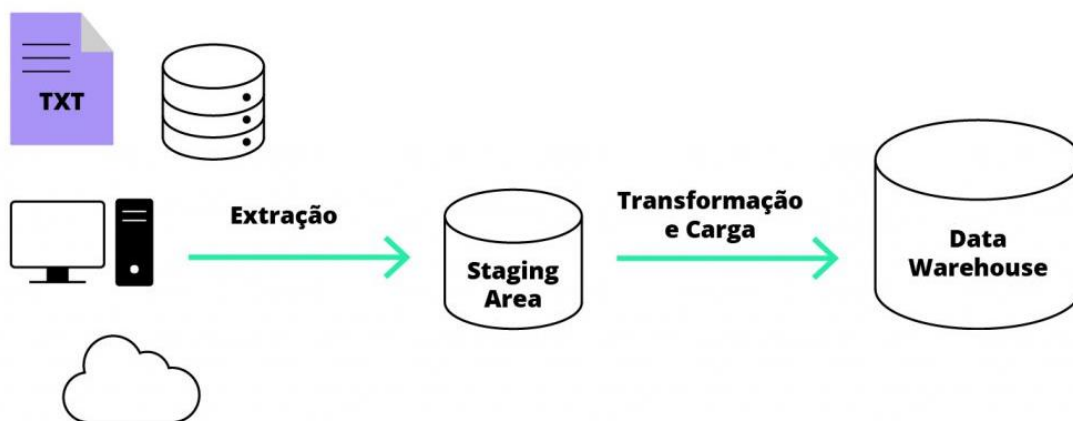 TXT
Extração
Staging
Area
Transformação
e Carga
Data
Warehouse